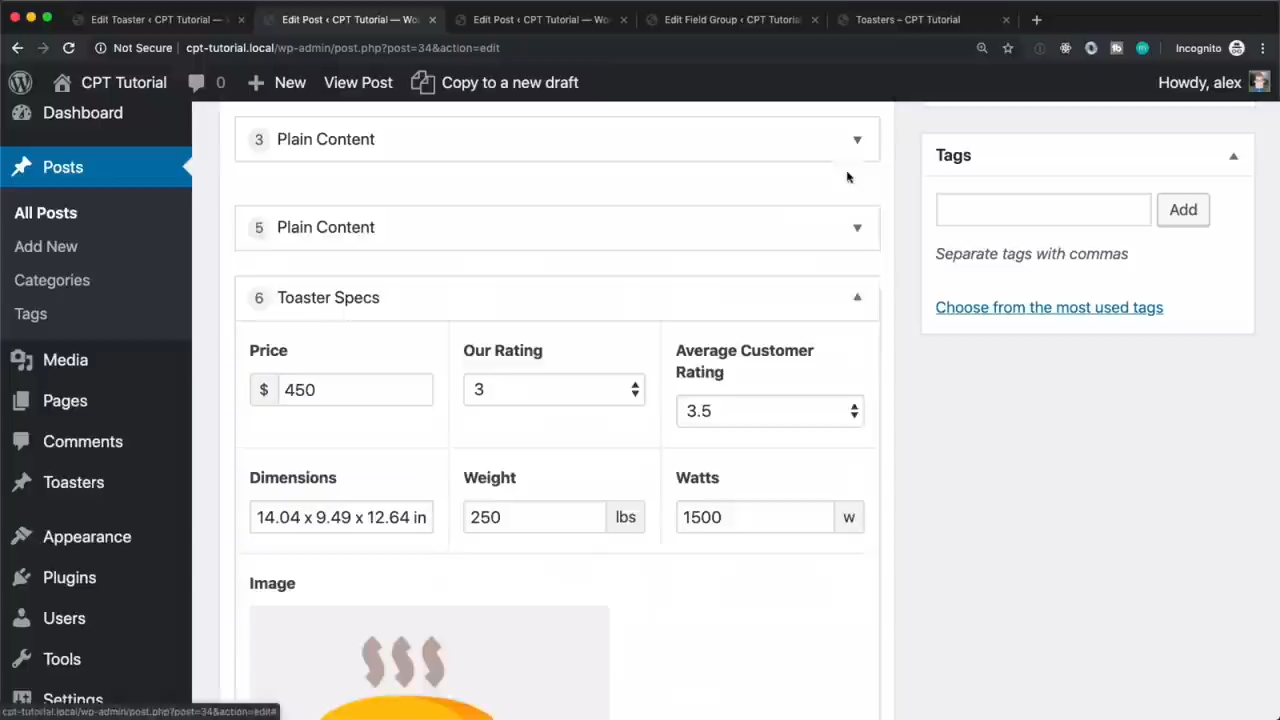 Edit Toaster ‹ CPT Tutorial — × Edit Post ‹ CPT Tutorial — Wo × Edit Post ‹ CPT Tutorial — Wo × Edit Field Group ‹ CPT Tutorial × Toasters – CPT Tutorial × +
Not Secure | cpt-tutorial.local/wp-admin/post.php?post=34&action=edit Incognito
CPT Tutorial 0 + New View Post Copy to a new draft Howdy, alex
Dashboard
Posts
All Posts
Add New
Categories
Tags
Media
Pages
Comments
Toasters
Appearance
Plugins
Users
Tools
Settings
3 Plain Content
5 Plain Content
6 Toaster Specs
Price Our Rating Average Customer
Rating
$ 450 3 3.5
Dimensions Weight Watts
14.04 x 9.49 x 12.64 in 250 lbs 1500 w
Image
Tags
Add
Separate tags with commas
Choose from the most used tags
cpt-tutorial.local/wp-admin/post.php?post=34&action=edit#